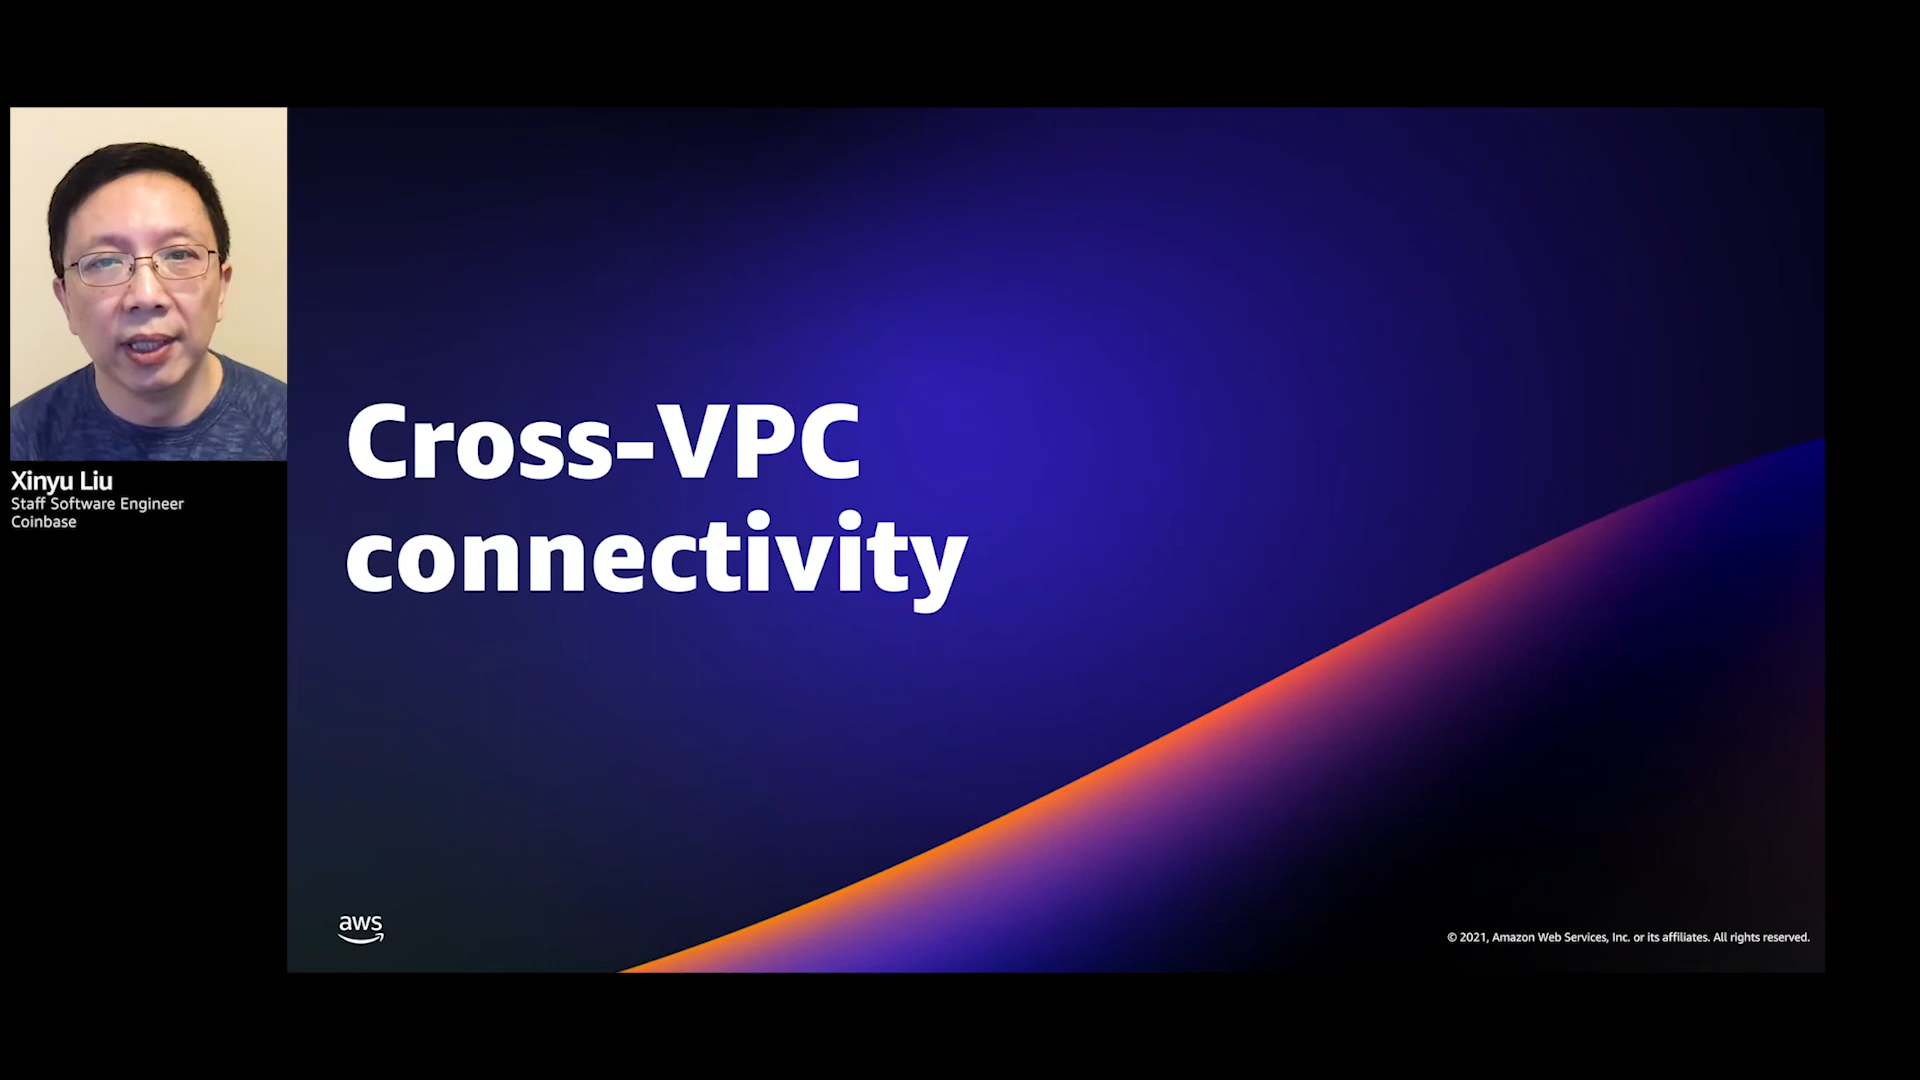 Xinyu Liu
Staff Software Engineer
Coinbase
Cross-VPC
connectivity
aws
© 2021, Amazon Web Services, Inc. or its affiliates. All rights reserved.